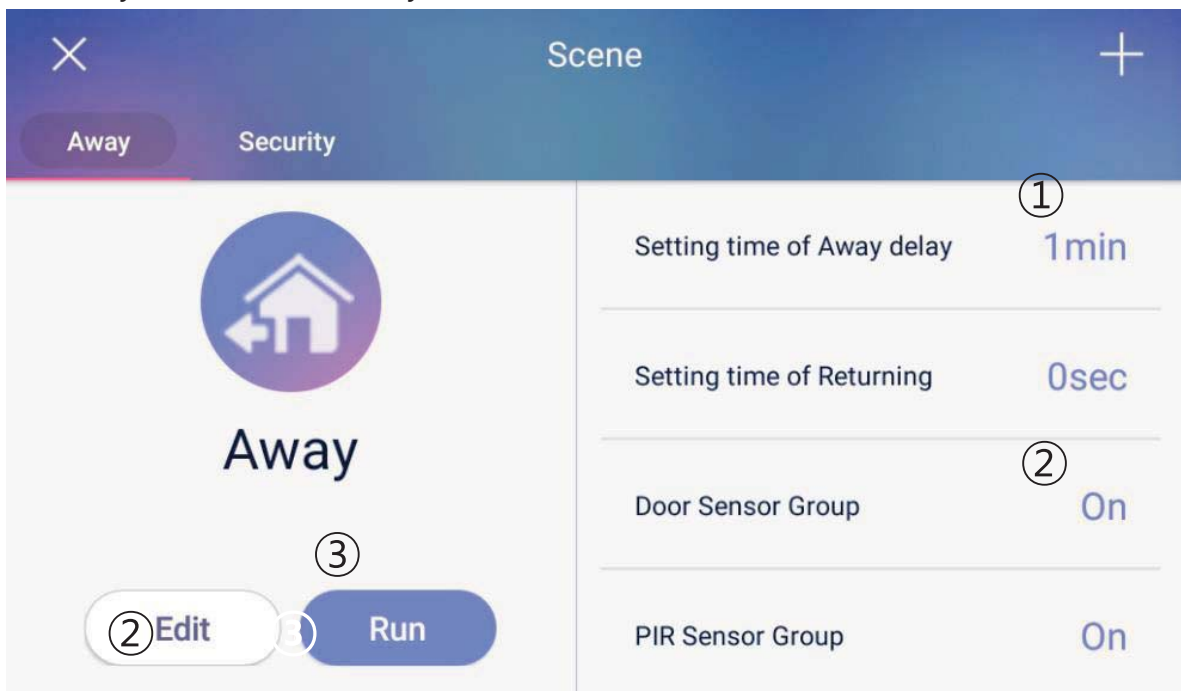 Scene
Away Security
①
Setting time of Away delay 1min
Setting time of Returning 0sec
Away
②
Door Sensor Group On
③
②Edit ③ Run
PIR Sensor Group On